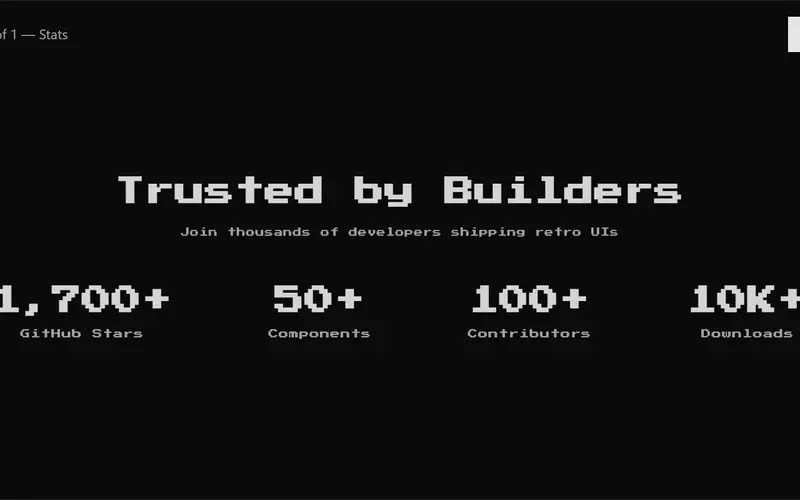 of 1 — Stats
Trusted by Builders
Join thousands of developers shipping retro UIs
1,700+ 50+ 100+ 10K+
GitHub Stars Components Contributors Downloads